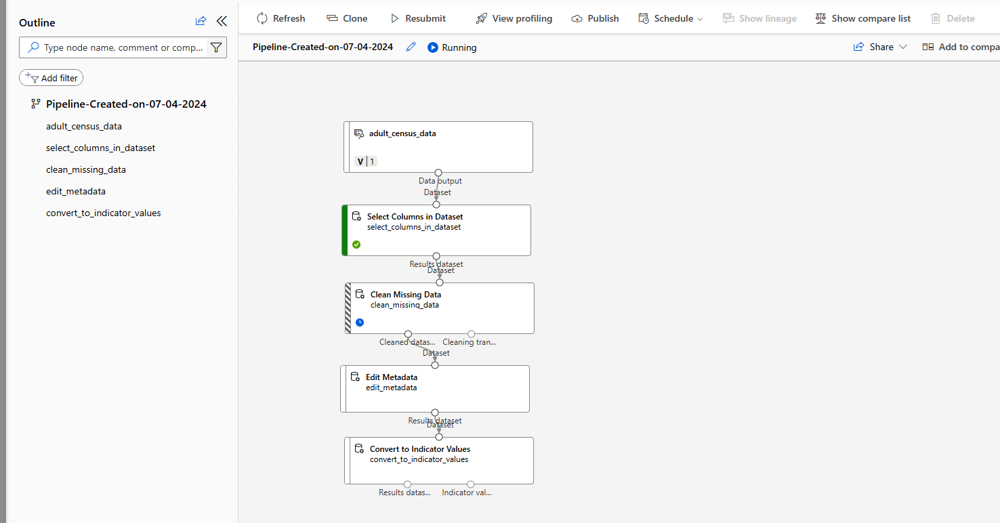 Outline
Type node name, comment or comp...
Add filter
Pipeline-Created-on-07-04-2024
adult_census_data
select_columns_in_dataset
clean_missing_data
edit_metadata
convert_to_indicator_values
Refresh Clone Resubmit View profiling Publish Schedule Show lineage Show compare list Delete
Pipeline-Created-on-07-04-2024 Running Share Add to compa
adult_census_data
V 1
Data output
Dataset
Select Columns in Dataset
select_columns_in_dataset
Results dataset
Dataset
Clean Missing Data
clean_missing_data
Cleaned datas... Cleaning tran...
Dataset
Edit Metadata
edit_metadata
Results dataset
Dataset
Convert to Indicator Values
convert_to_indicator_values
Results datas... Indicator val...